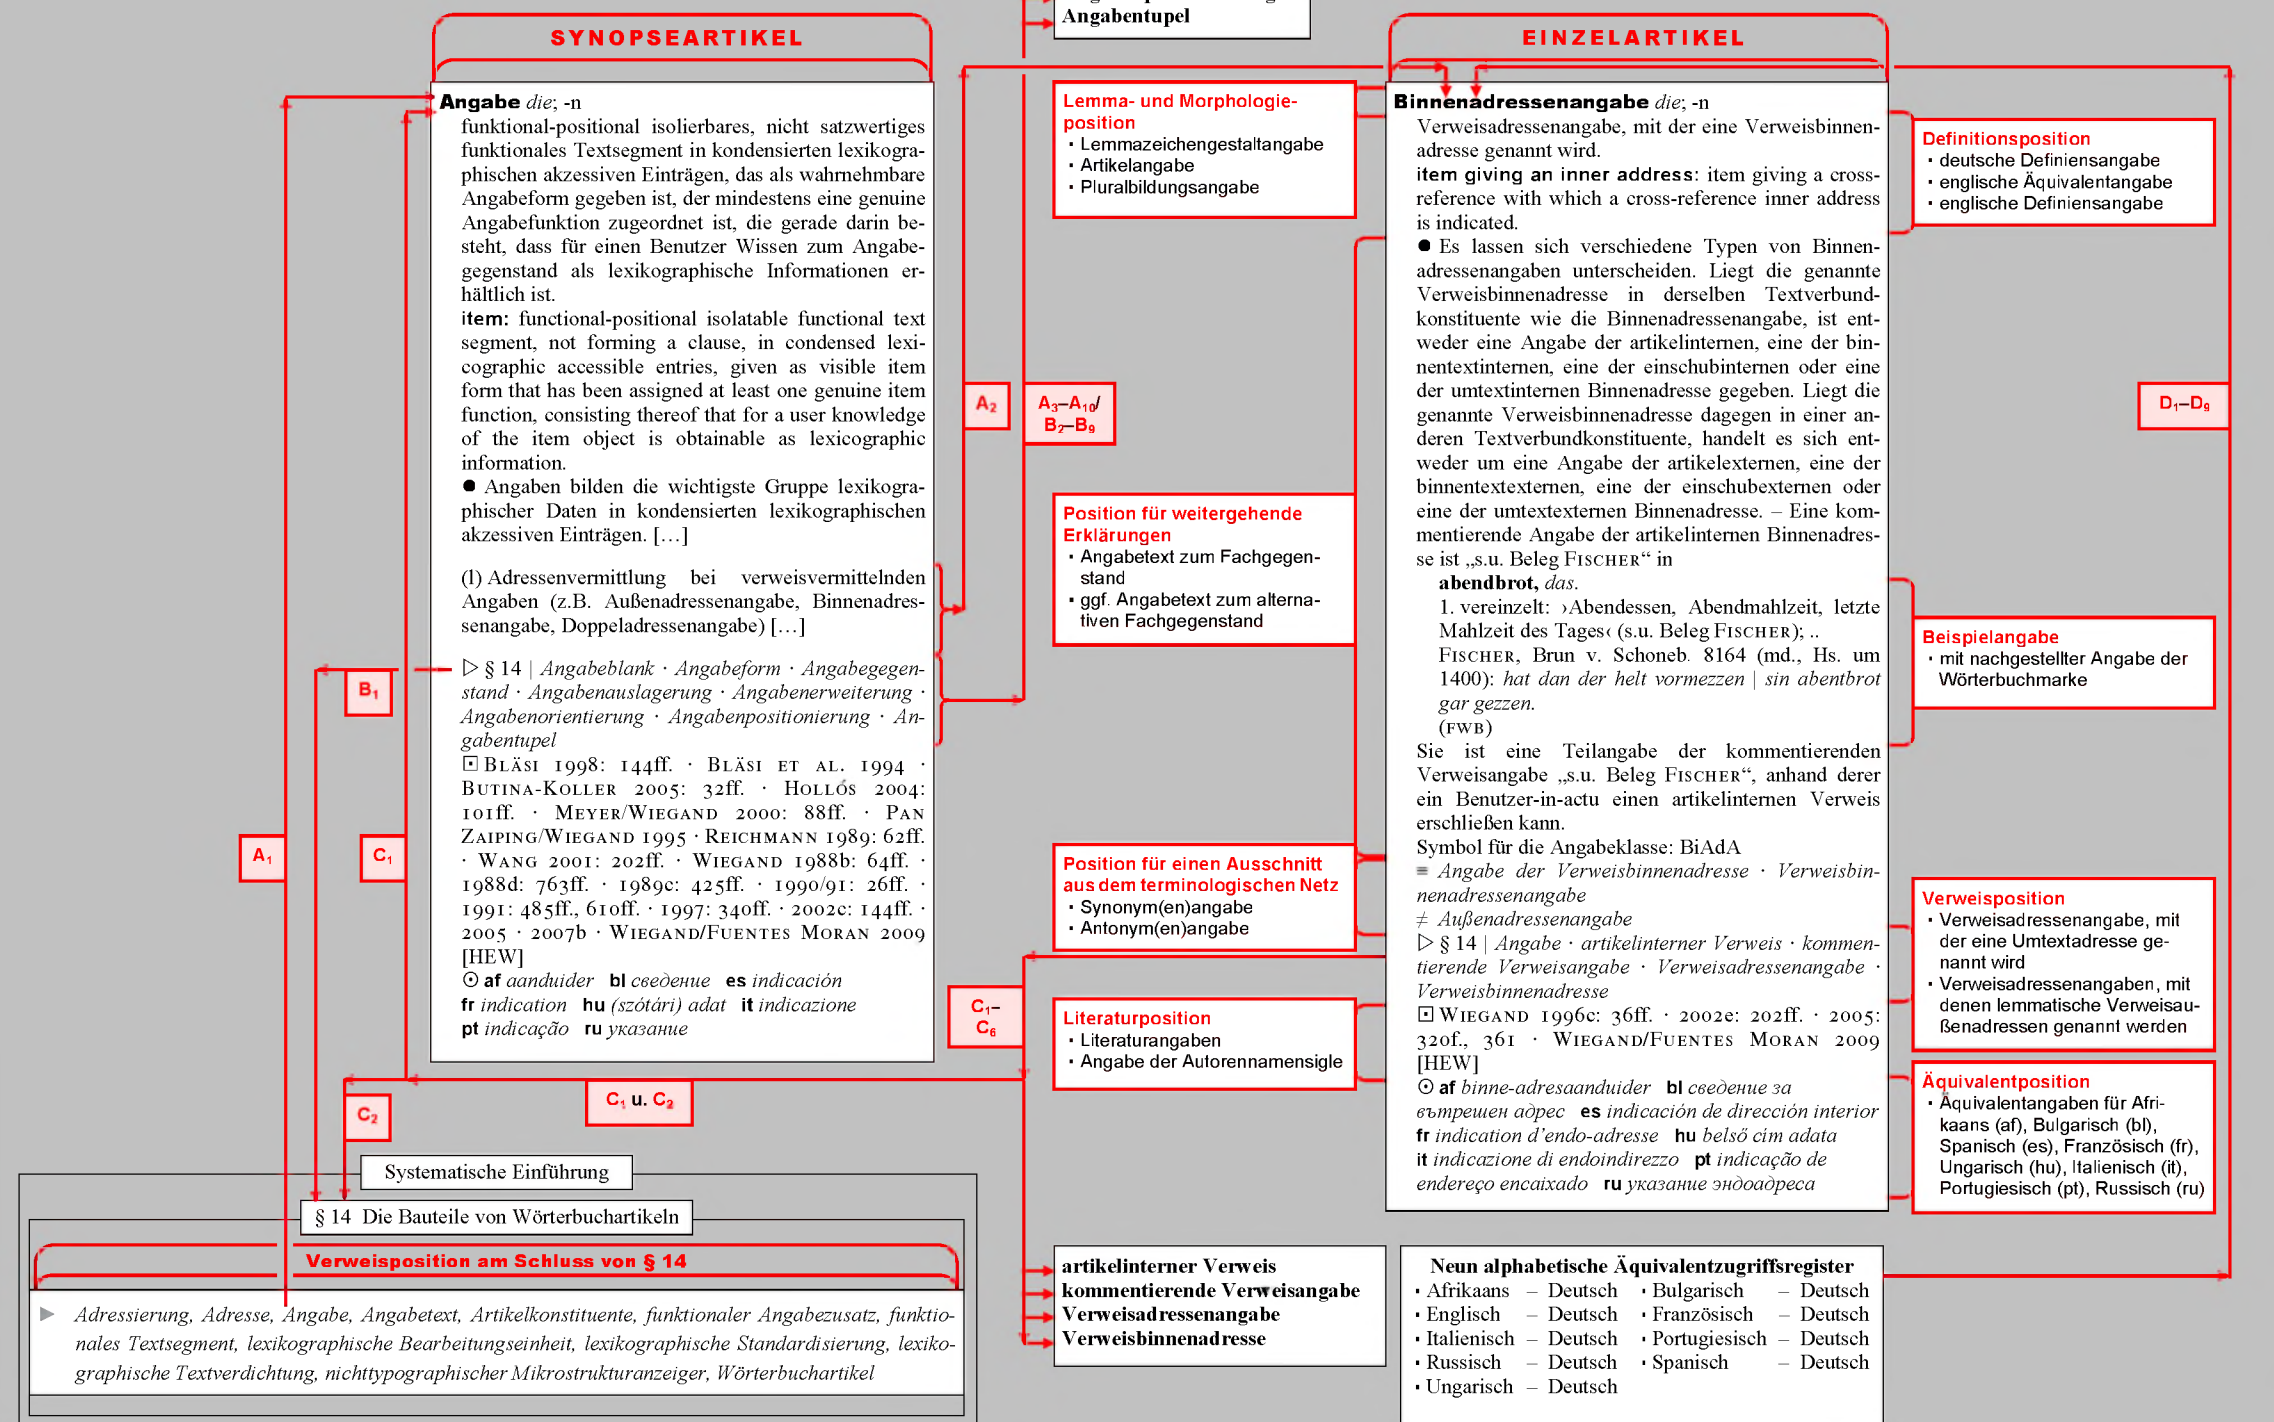 Angabentupel
SYNOPSEARTIKEL
Angabe die; -n
funktional-positional isolierbares, nicht satzwertiges
funktionales Textsegment in kondensierten lexikogra-
phischen akzessiven Einträgen, das als wahrnehmbare
Angabeform gegeben ist, der mindestens eine genuine
Angabefunktion zugeordnet ist, die gerade darin be-
steht, dass für einen Benutzer Wissen zum Angabe-
gegenstand als lexikographische Informationen er-
hältlich ist.
item: functional-positional isolatable functional text
segment, not forming a clause, in condensed lexi-
cographic accessible entries, given as visible item
form that has been assigned at least one genuine item
function, consisting thereof that for a user knowledge
of the item object is obtainable as lexicographic
information.
● Angaben bilden die wichtigste Gruppe lexikogra-
phischer Daten in kondensierten lexikographischen
akzessiven Einträgen. […]
(l) Adressenvermittlung bei verweisvermittelnden
Angaben (z.B. Außenadressenangabe, Binnenadres-
senangabe, Doppeladressenangabe) […]
▷ § 14 | Angabeblank · Angabeform · Angabegegen-
stand · Angabenauslagerung · Angabenerweiterung ·
Angabenorientierung · Angabenpositionierung · An-
gabentupel
⊡ BLÄSI 1998: 144ff. · BLÄSI ET AL. 1994 ·
BUTINA-KOLLER 2005: 32ff. · HOLLÓS 2004:
101ff. · MEYER/WIEGAND 2000: 88ff. · PAN
ZAIPING/WIEGAND 1995 · REICHMANN 1989: 62ff.
· WANG 2001: 202ff. · WIEGAND 1988b: 64ff. ·
1988d: 763ff. · 1989c: 425ff. · 1990/91: 26ff. ·
1991: 485ff., 610ff. · 1997: 340ff. · 2002c: 144ff. ·
2005 · 2007b · WIEGAND/FUENTES MORAN 2009
[HEW]
⊙ af aanduider bl сведение es indicación
fr indication hu (szótári) adat it indicazione
pt indicação ru указание
A₁
B₁
C₁
C₂
C₁ u. C₂
A₂
A₃–A₁₀/
B₂–B₉
C₁–
C₆
D₁–D₉
Lemma- und Morphologie-
position
▪ Lemmazeichengestaltangabe
▪ Artikelangabe
▪ Pluralbildungsangabe
Position für weitergehende
Erklärungen
▪ Angabetext zum Fachgegen-
stand
▪ ggf. Angabetext zum alterna-
tiven Fachgegenstand
Position für einen Ausschnitt
aus dem terminologischen Netz
▪ Synonym(en)angabe
▪ Antonym(en)angabe
Literaturposition
▪ Literaturangaben
▪ Angabe der Autorennamensigle
EINZELARTIKEL
Binnenadressenangabe die; -n
Verweisadressenangabe, mit der eine Verweisbinnen-
adresse genannt wird.
item giving an inner address: item giving a cross-
reference with which a cross-reference inner address
is indicated.
● Es lassen sich verschiedene Typen von Binnen-
adressenangaben unterscheiden. Liegt die genannte
Verweisbinnenadresse in derselben Textverbund-
konstituente wie die Binnenadressenangabe, ist ent-
weder eine Angabe der artikelinternen, eine der bin-
nentextinternen, eine der einschubinternen oder eine
der umtextinternen Binnenadresse gegeben. Liegt die
genannte Verweisbinnenadresse dagegen in einer an-
deren Textverbundkonstituente, handelt es sich ent-
weder um eine Angabe der artikelexternen, eine der
binnentextexternen, eine der einschubexternen oder
eine der umtextexternen Binnenadresse. – Eine kom-
mentierende Angabe der artikelinternen Binnenadres-
se ist „s.u. Beleg FISCHER“ in
abendbrot, das.
1. vereinzelt: ›Abendessen, Abendmahlzeit, letzte
Mahlzeit des Tages‹ (s.u. Beleg FISCHER); ..
FISCHER, Brun v. Schoneb. 8164 (md., Hs. um
1400): hat dan der helt vormezzen | sin abentbrot
gar gezzen.
(FWB)
Sie ist eine Teilangabe der kommentierenden
Verweisangabe „s.u. Beleg FISCHER“, anhand derer
ein Benutzer-in-actu einen artikelinternen Verweis
erschließen kann.
Symbol für die Angabeklasse: BiAdA
≡ Angabe der Verweisbinnenadresse · Verweisbin-
nenadressenangabe
≠ Außenadressenangabe
▷ § 14 | Angabe · artikelinterner Verweis · kommen-
tierende Verweisangabe · Verweisadressenangabe ·
Verweisbinnenadresse
⊡ WIEGAND 1996c: 36ff. · 2002e: 202ff. · 2005:
320f., 361 · WIEGAND/FUENTES MORAN 2009
[HEW]
⊙ af binne-adresaanduider bl сведение за
вътрешен адрес es indicación de dirección interior
fr indication d’endo-adresse hu belső cím adata
it indicazione di endoindirizzo pt indicação de
endereço encaixado ru указание эндоадреса
Definitionsposition
▪ deutsche Definiensangabe
▪ englische Äquivalentangabe
▪ englische Definiensangabe
Beispielangabe
▪ mit nachgestellter Angabe der
Wörterbuchmarke
Verweisposition
▪ Verweisadressenangabe, mit
der eine Umtextadresse ge-
nannt wird
▪ Verweisadressenangaben, mit
denen lemmatische Verweisau-
ßenadressen genannt werden
Äquivalentposition
▪ Äquivalentangaben für Afri-
kaans (af), Bulgarisch (bl),
Spanisch (es), Französisch (fr),
Ungarisch (hu), Italienisch (it),
Portugiesisch (pt), Russisch (ru)
Systematische Einführung
§ 14 Die Bauteile von Wörterbuchartikeln
Verweisposition am Schluss von § 14
► Adressierung, Adresse, Angabe, Angabetext, Artikelkonstituente, funktionaler Angabezusatz, funktio-
nales Textsegment, lexikographische Bearbeitungseinheit, lexikographische Standardisierung, lexiko-
graphische Textverdichtung, nichttypographischer Mikrostrukturanzeiger, Wörterbuchartikel
artikelinterner Verweis
kommentierende Verweisangabe
Verweisadressenangabe
Verweisbinnenadresse
Neun alphabetische Äquivalentzugriffsregister
▪ Afrikaans – Deutsch ▪ Bulgarisch – Deutsch
▪ Englisch – Deutsch ▪ Französisch – Deutsch
▪ Italienisch – Deutsch ▪ Portugiesisch – Deutsch
▪ Russisch – Deutsch ▪ Spanisch – Deutsch
▪ Ungarisch – Deutsch